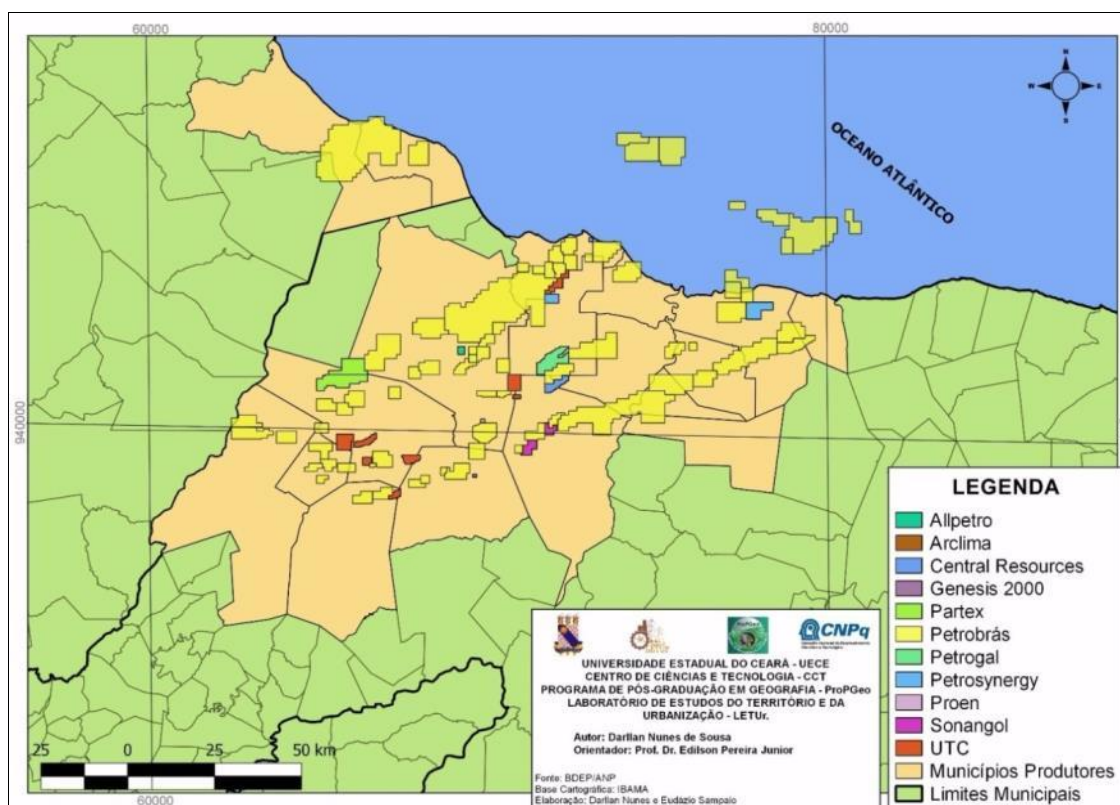 60000
80000
N
W
E
S
OCEANO ATLÂNTICO
940000
LEGENDA
Allpetro
Arclima
Central Resources
Genesis 2000
Partex
Petrobrás
Petrogal
Petrosynergy
Proen
Sonangol
UTC
Municípios Produtores
Limites Municipais
CNPq
UNIVERSIDADE ESTADUAL DO CEARÁ - UECE
CENTRO DE CIÊNCIAS E TECNOLOGIA - CCT
PROGRAMA DE PÓS-GRADUAÇÃO EM GEOGRAFIA - ProPGeo
LABORATÓRIO DE ESTUDOS DO TERRITÓRIO E DA
URBANIZAÇÃO - LETUr.
Autor: Darllan Nunes de Sousa
Orientador: Prof. Dr. Edilson Pereira Junior
Fonte: BDEP/ANP
Base Cartográfica: IBAMA
Elaboração: Darllan Nunes e Eudázio Sampaio
25 0 25 50 km
60000